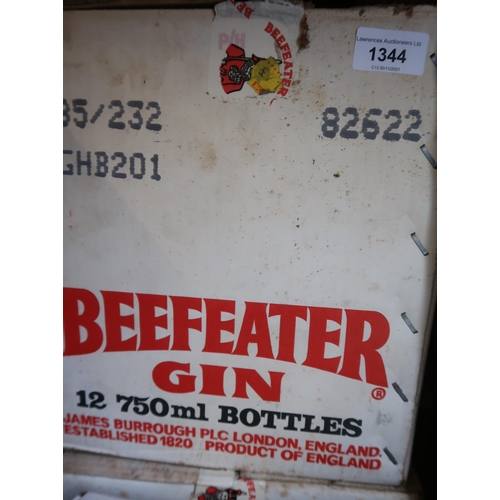 BEEFEATER
P/H
Lawrences Auctioneers Ltd
1344
35/232
82622
GHB201
BEEFEATER
GIN
®
12 750ml BOTTLES
JAMES BURROUGH PLC LONDON, ENGLAND.
ESTABLISHED 1820 PRODUCT OF ENGLAND